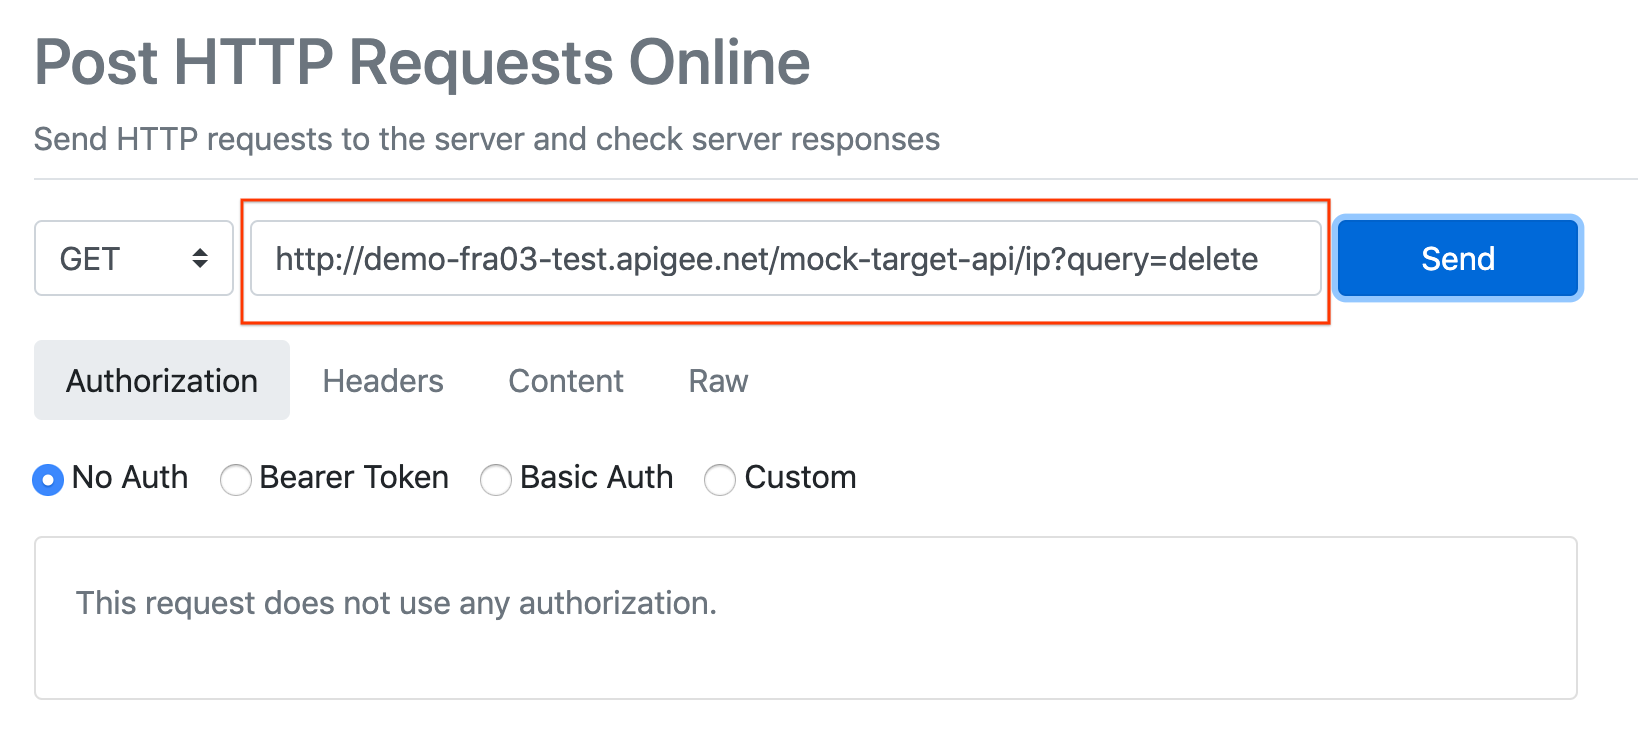 Post HTTP Requests Online
Send HTTP requests to the server and check server responses
GET http://demo-fra03-test.apigee.net/mock-target-api/ip?query=delete Send
Authorization Headers Content Raw
No Auth Bearer Token Basic Auth Custom
This request does not use any authorization.